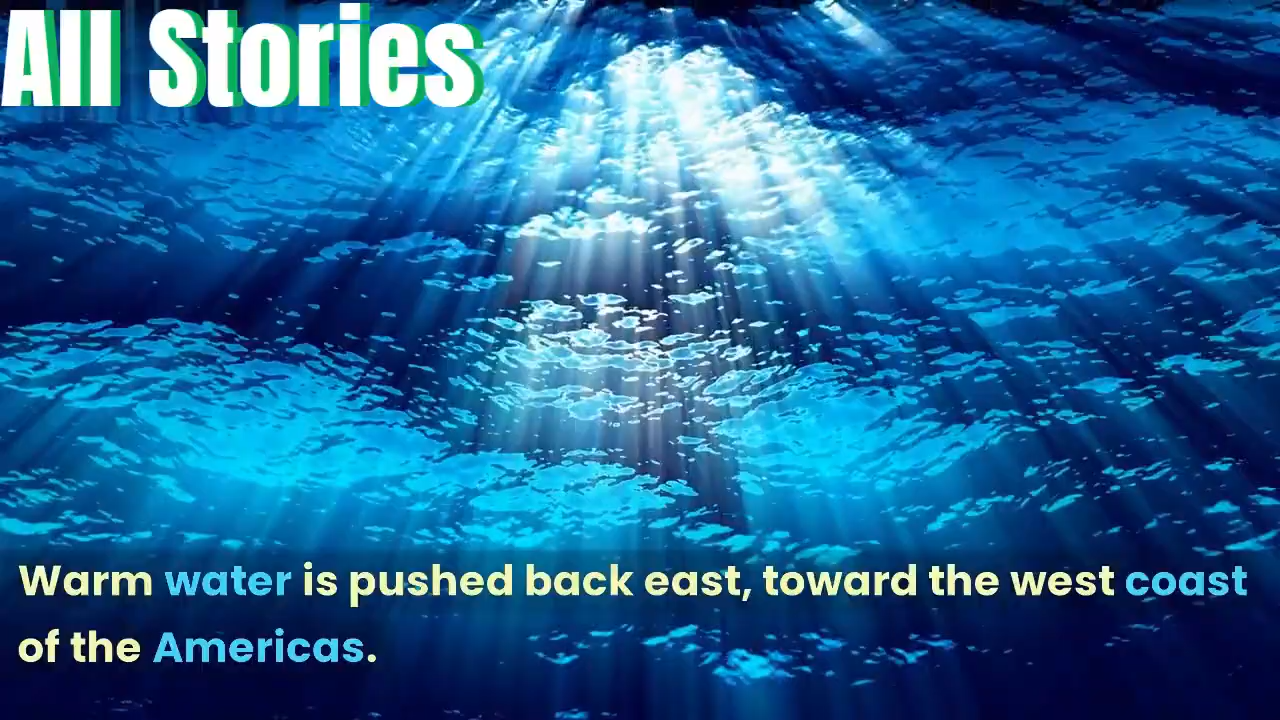 All Stories
Warm water is pushed back east, toward the west coast
of the Americas.